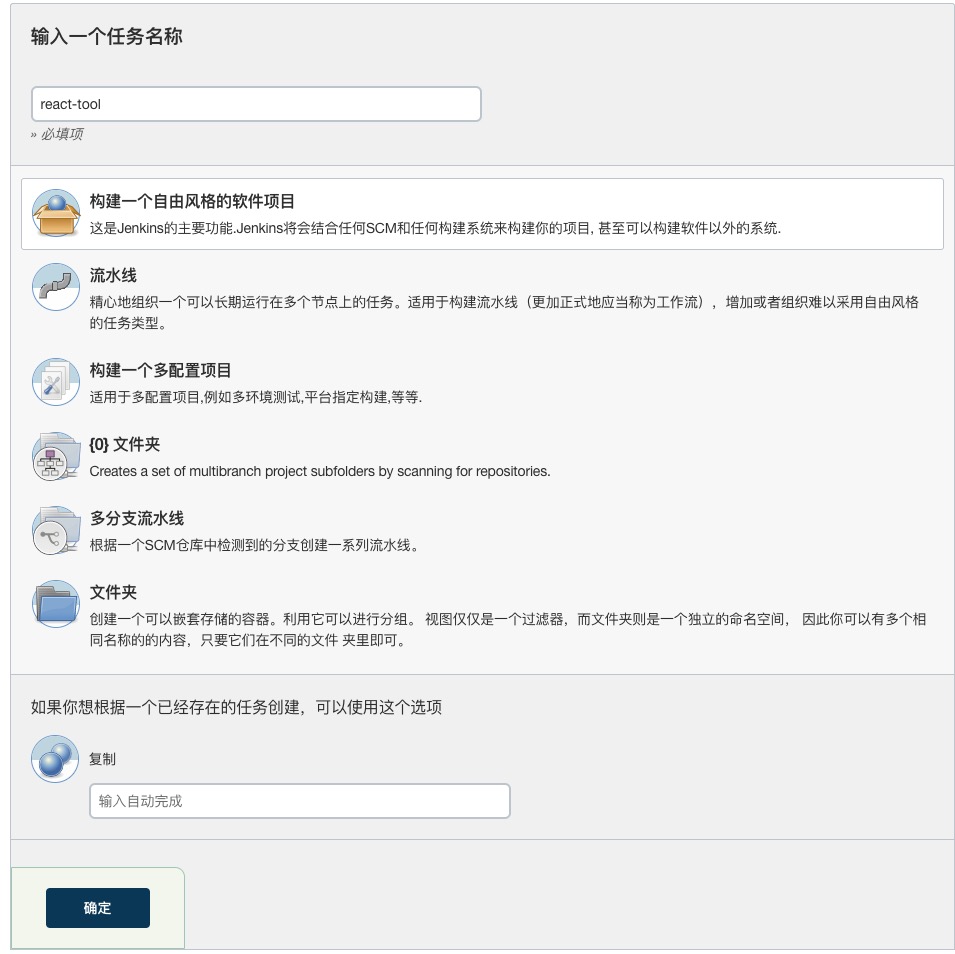 输入一个任务名称
react-tool
» 必填项
构建一个自由风格的软件项目
这是Jenkins的主要功能.Jenkins将会结合任何SCM和任何构建系统来构建你的项目, 甚至可以构建软件以外的系统.
流水线
精心地组织一个可以长期运行在多个节点上的任务。适用于构建流水线（更加正式地应当称为工作流），增加或者组织难以采用自由风格
的任务类型。
构建一个多配置项目
适用于多配置项目,例如多环境测试,平台指定构建,等等.
{0} 文件夹
Creates a set of multibranch project subfolders by scanning for repositories.
多分支流水线
根据一个SCM仓库中检测到的分支创建一系列流水线。
文件夹
创建一个可以嵌套存储的容器。利用它可以进行分组。 视图仅仅是一个过滤器，而文件夹则是一个独立的命名空间， 因此你可以有多个相
同名称的的内容，只要它们在不同的文件 夹里即可。
如果你想根据一个已经存在的任务创建，可以使用这个选项
复制
输入自动完成
确定